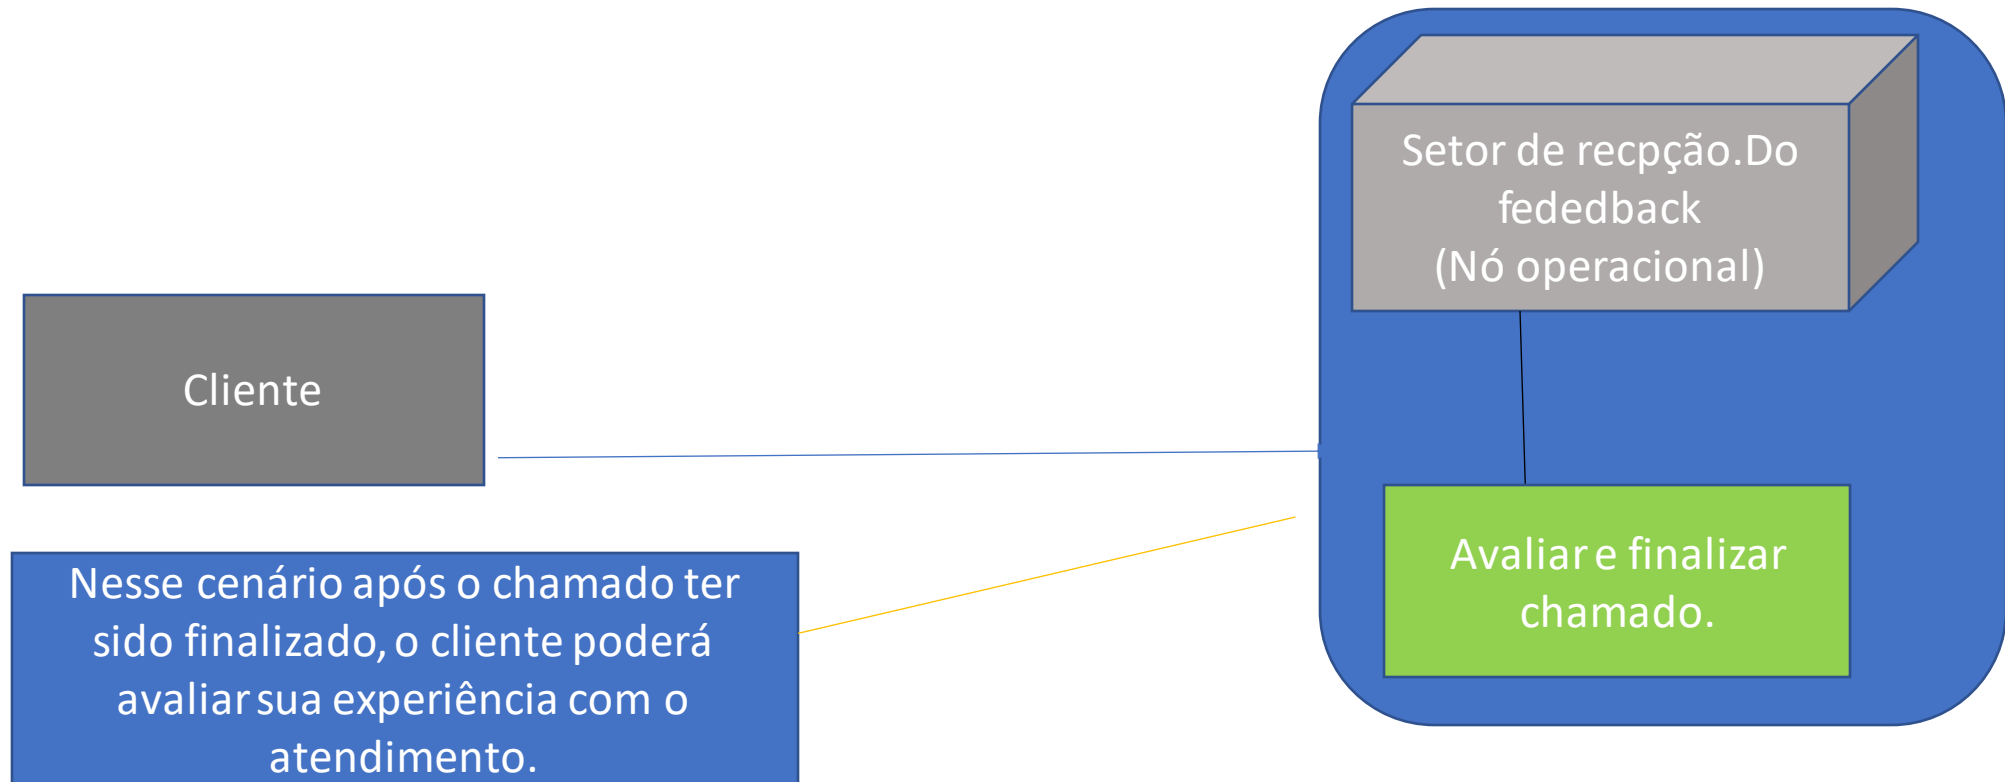 Setor de recpção.Do
fededback
(Nó operacional)
Cliente
Avaliar e finalizar
chamado.
Nesse cenário após o chamado ter
sido finalizado, o cliente poderá
avaliar sua experiência com o
atendimento.